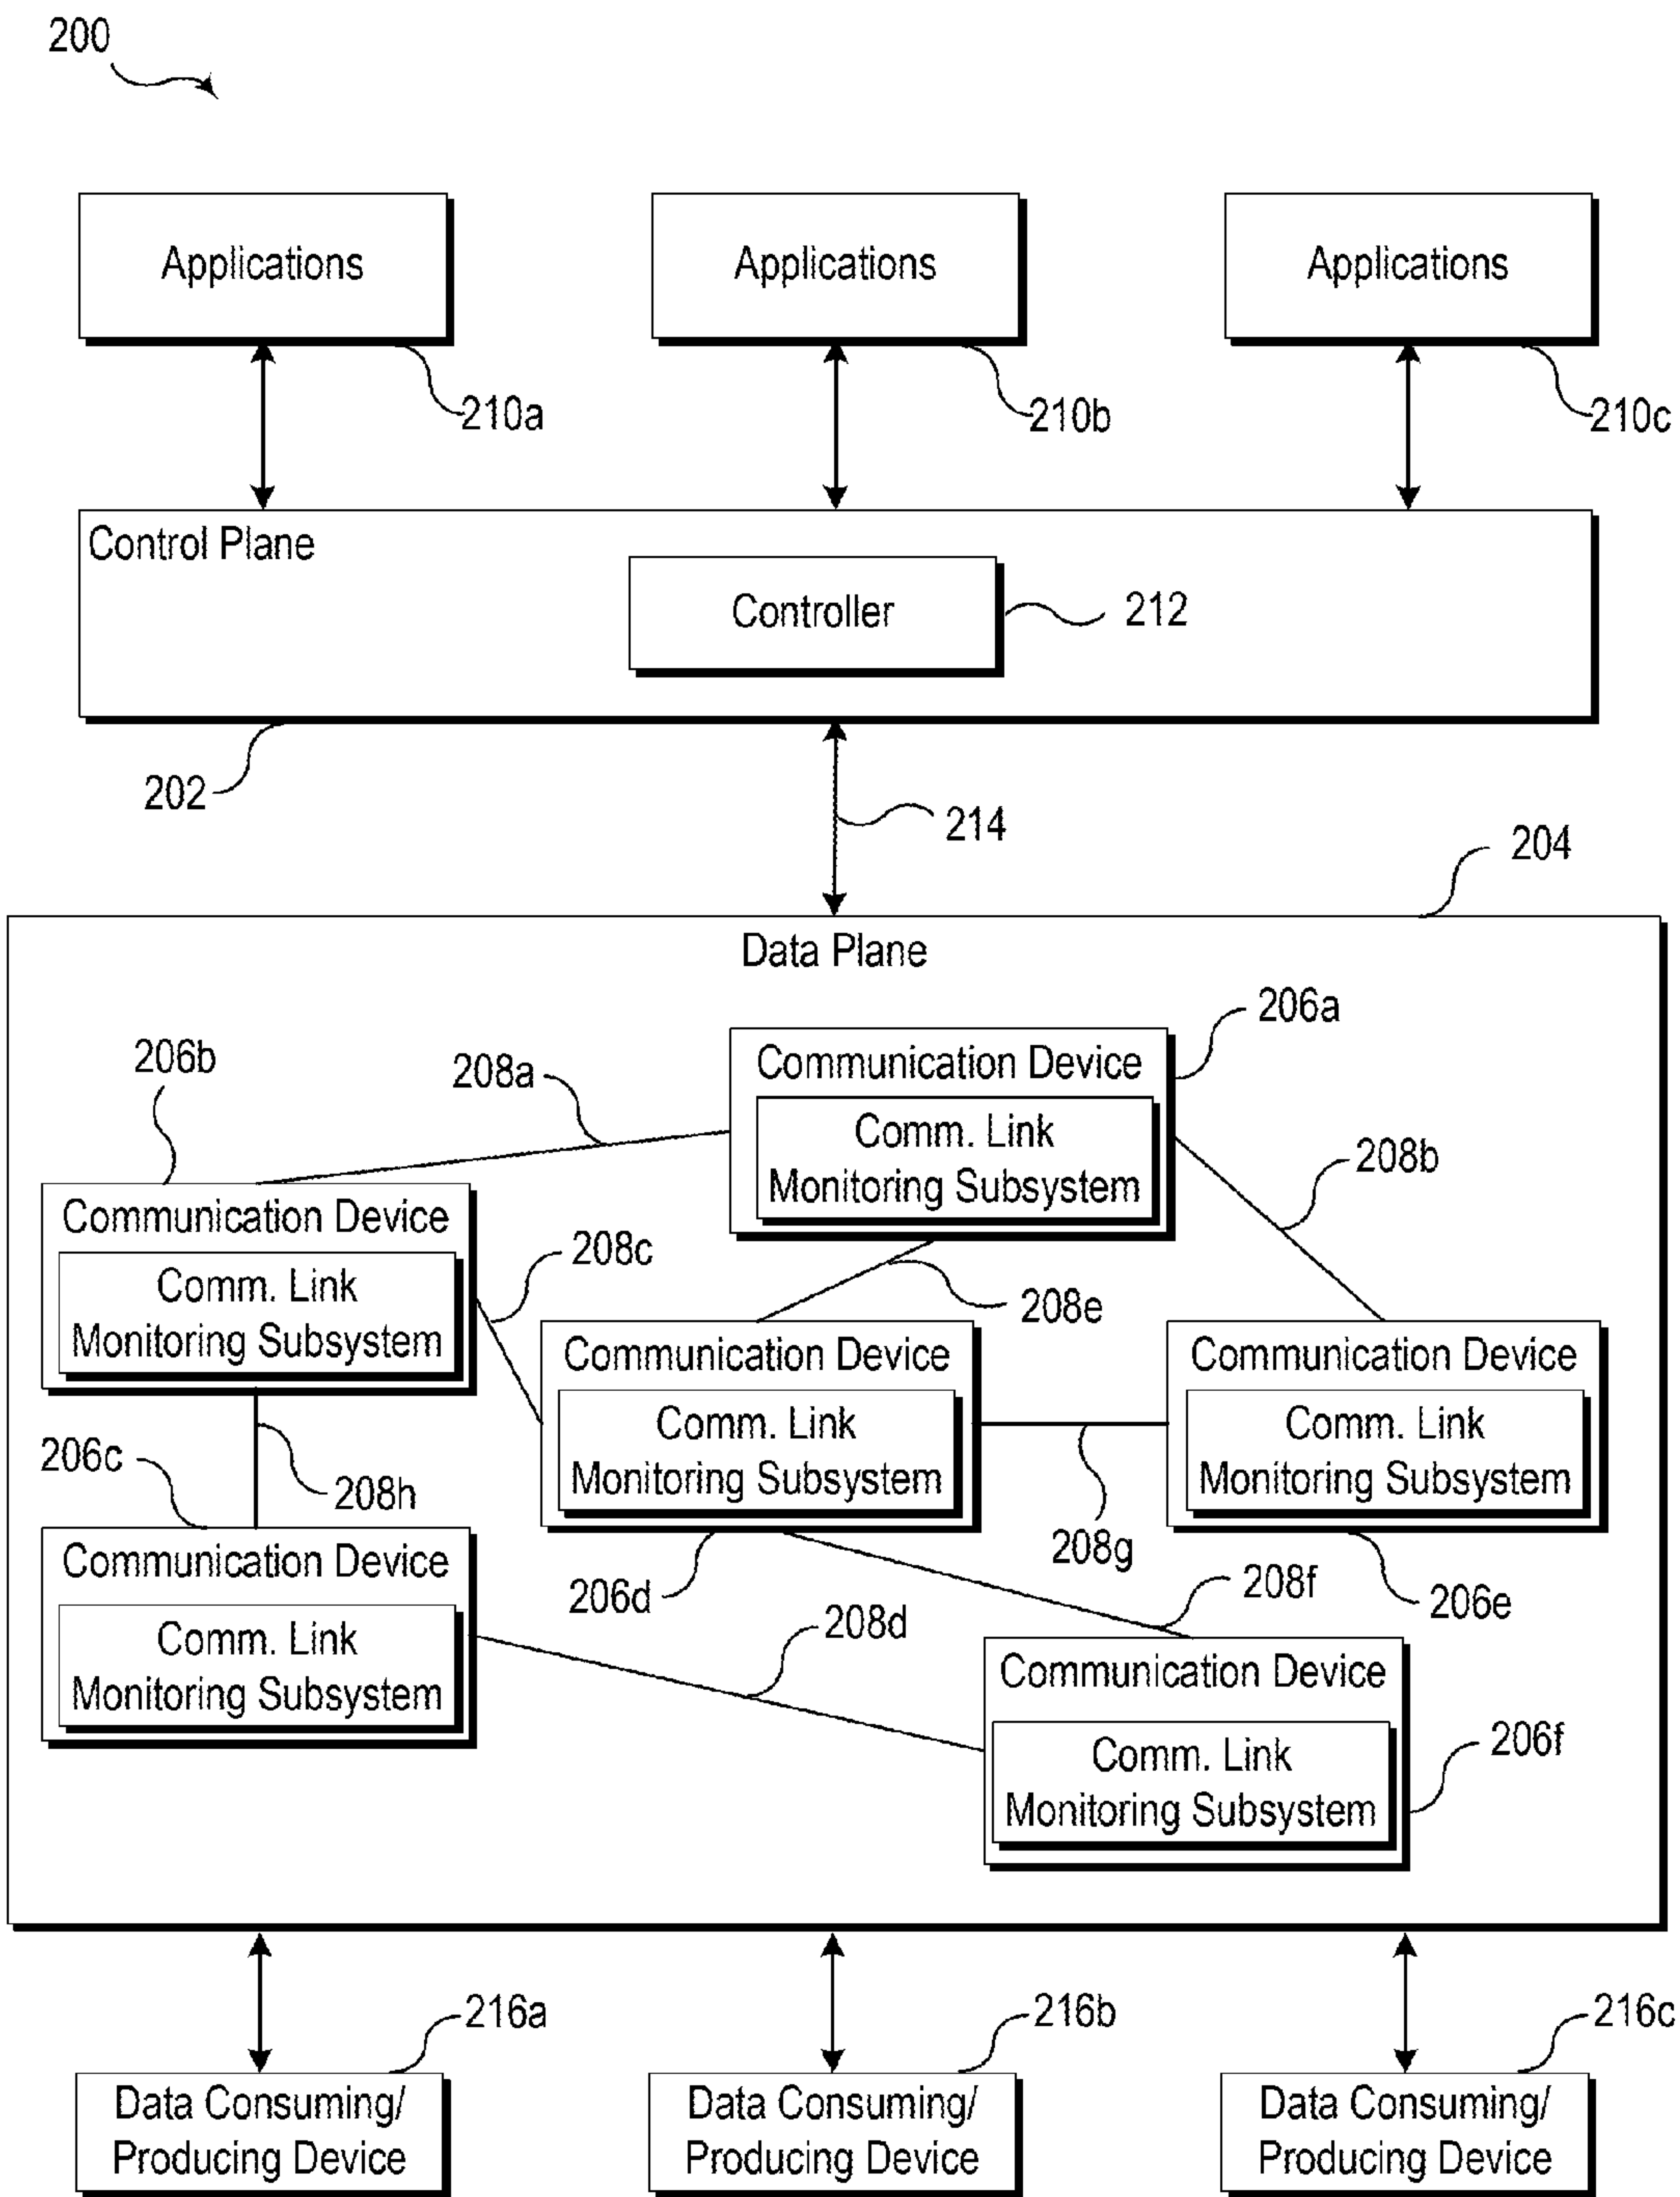 200
Applications
Applications
Applications
210a
210b
210c
Control Plane
Controller
212
202
214
204
Data Plane
206a
206b
208a
Communication Device
Comm. Link
Monitoring Subsystem
208b
Communication Device
Comm. Link
Monitoring Subsystem
208c
208e
Communication Device
Comm. Link
Monitoring Subsystem
Communication Device
Comm. Link
Monitoring Subsystem
206c
208h
208g
206d
208f
206e
Communication Device
Comm. Link
Monitoring Subsystem
208d
Communication Device
Comm. Link
Monitoring Subsystem
206f
216a
216b
216c
Data Consuming/
Producing Device
Data Consuming/
Producing Device
Data Consuming/
Producing Device